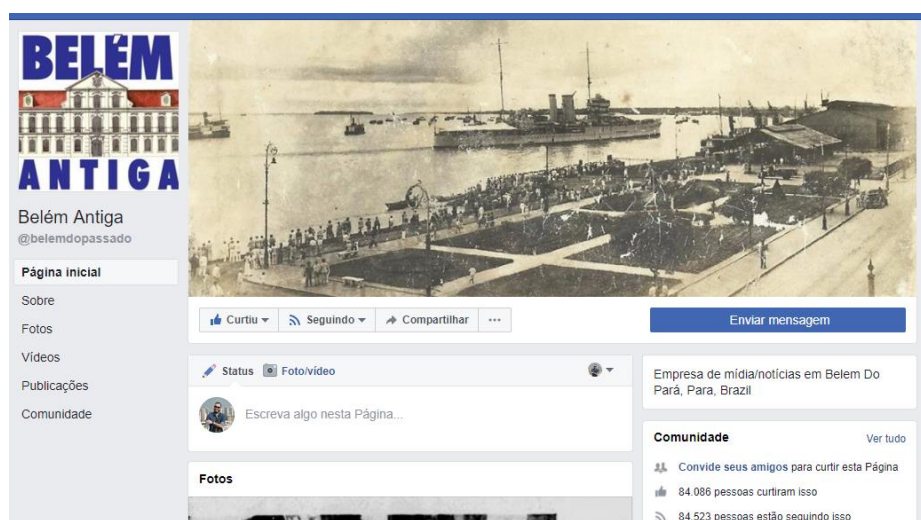 BELÉM
ANTIGA
Belém Antiga
@belemdopassado
Página inicial
Sobre
Fotos
Vídeos
Publicações
Comunidade
Curtiu
Seguindo
Compartilhar
Enviar mensagem
Status
Foto/vídeo
Escreva algo nesta Página...
Fotos
Empresa de mídia/notícias em Belem Do
Pará, Para, Brazil
Comunidade
Ver tudo
Convide seus amigos para curtir esta Página
84.086 pessoas curtiram isso
84.523 pessoas estão seguindo isso